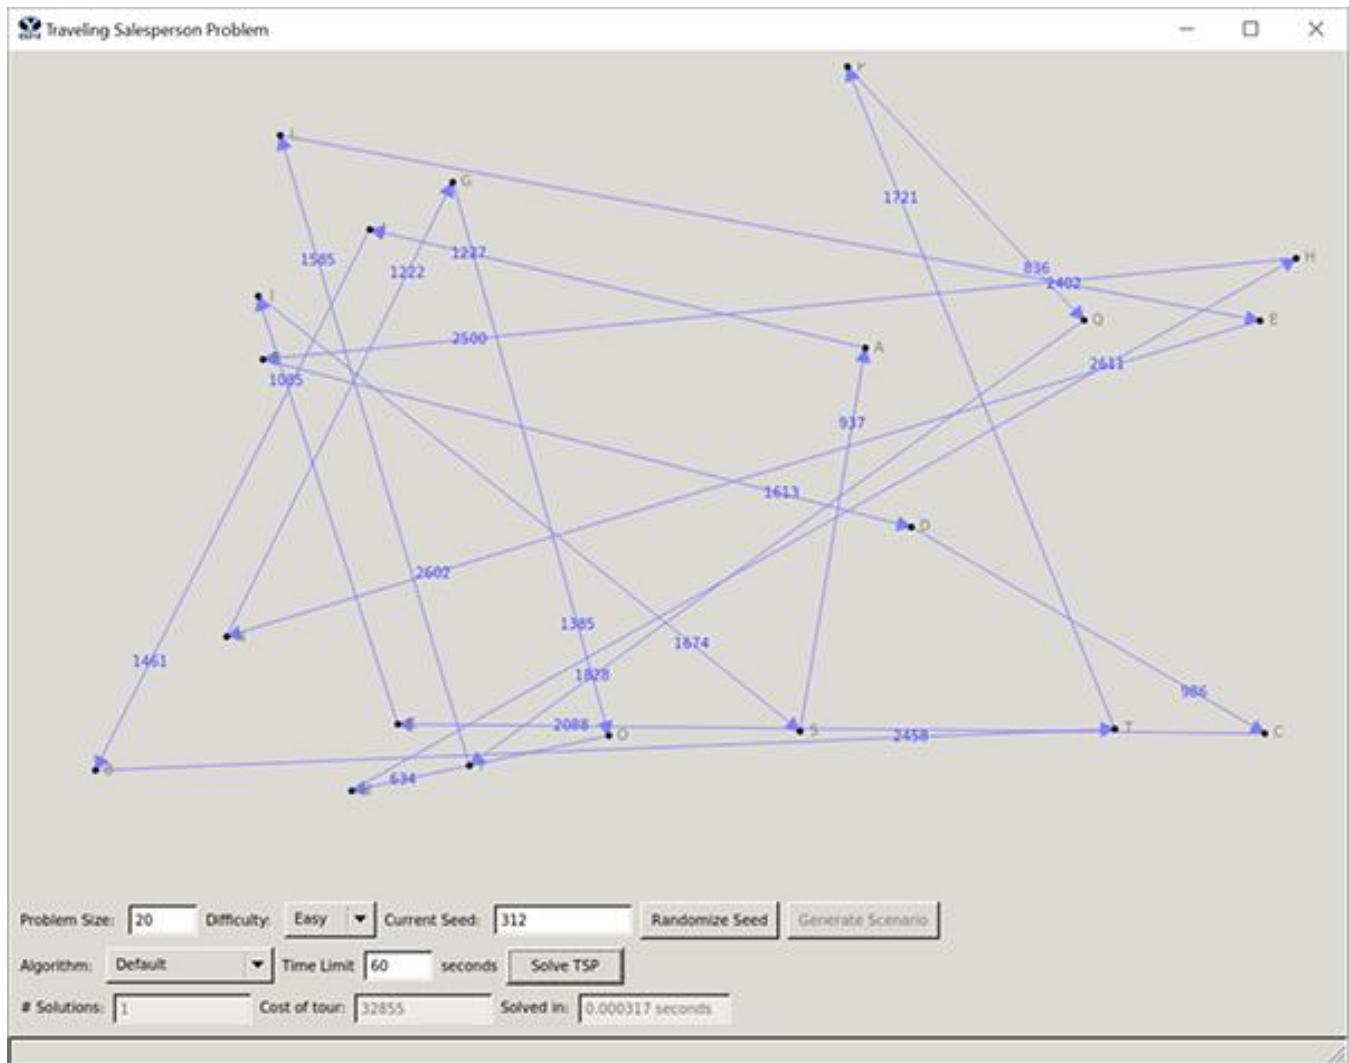 Traveling Salesperson Problem
L
G
1721
1585
1222
1227
H
836
2402
I
Q
E
2500
A
2611
1085
937
1613
D
2602
1385
1674
1461
1828
986
2088
O
S
2458
T
C
634
Problem Size: 20 Difficulty: Easy Current Seed: 312 Randomize Seed Generate Scenario
Algorithm: Default Time Limit 60 seconds Solve TSP
# Solutions: 1 Cost of tour: 32855 Solved in: 0.000317 seconds